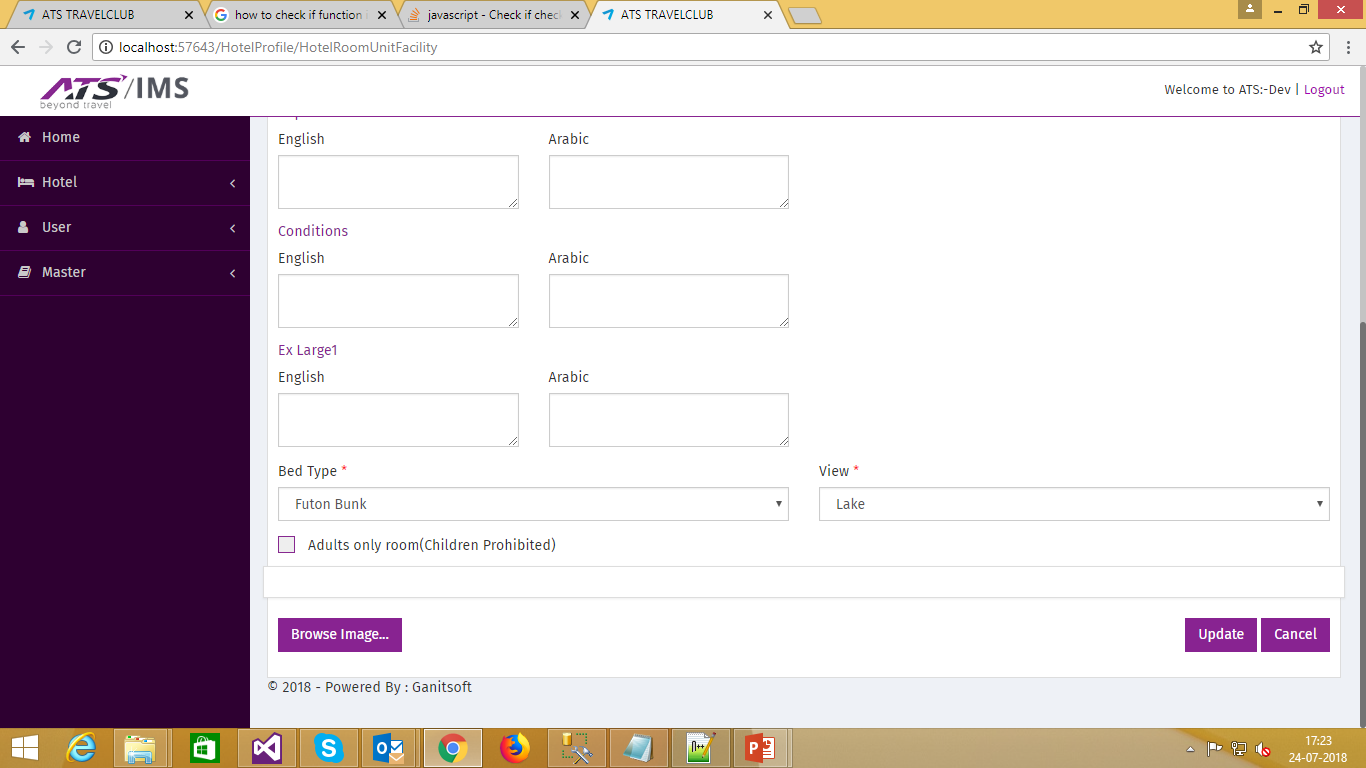 ATS TRAVELCLUB
how to check if function i
javascript - Check if chec
ATS TRAVELCLUB
localhost:57643/HotelProfile/HotelRoomUnitFacility
ATS/IMS
beyond travel
Welcome to ATS:-Dev | Logout
Home
Hotel
User
Master
English Arabic
Conditions
English Arabic
Ex Large1
English Arabic
Bed Type * View *
Futon Bunk Lake
Adults only room(Children Prohibited)
Browse Image... Update Cancel
© 2018 - Powered By : Ganitsoft
17:23
24-07-2018